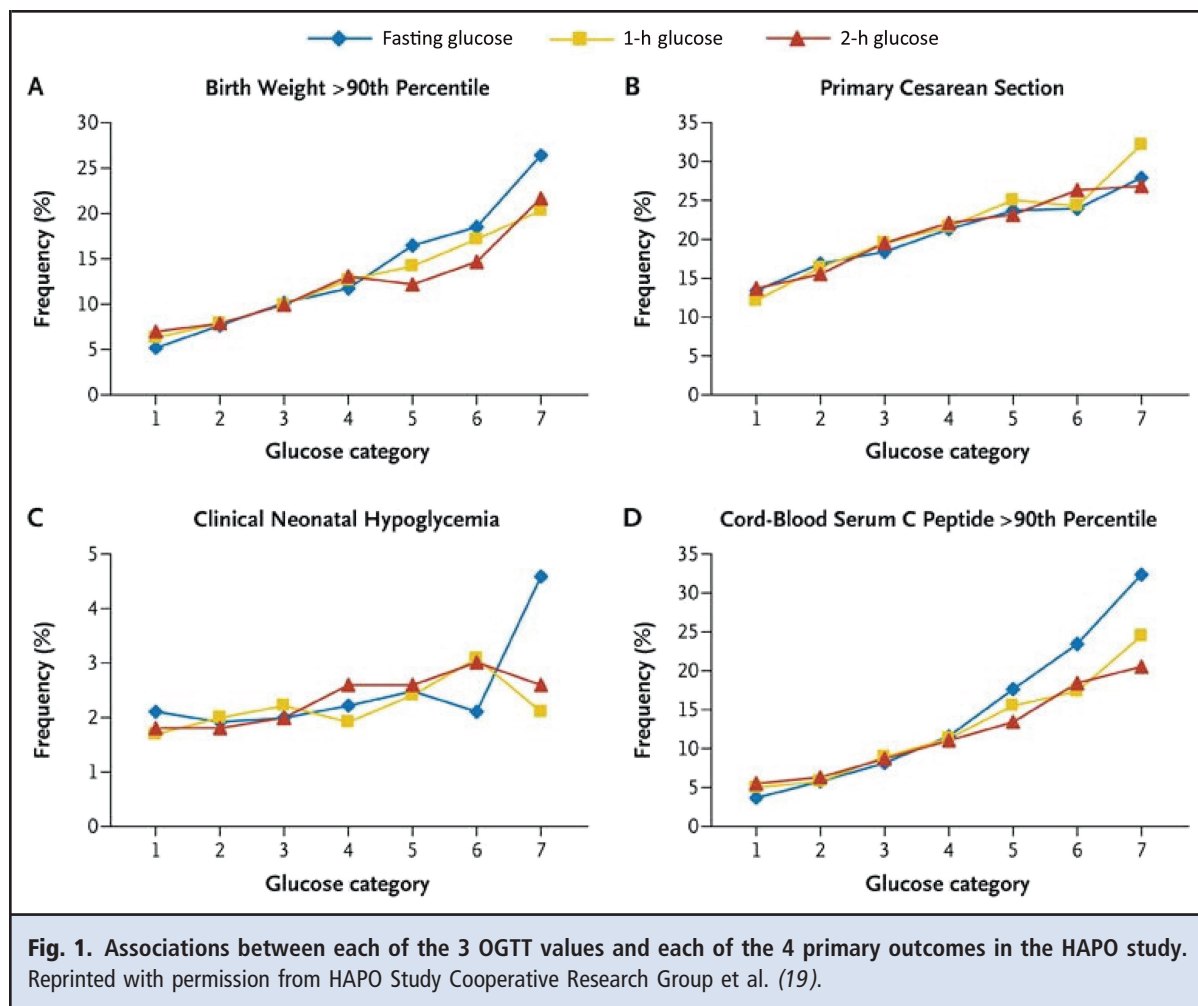 Fasting glucose 1-h glucose 2-h glucose
A Birth Weight >90th Percentile
30
25
20
15
10
5
0
Frequency (%)
1 2 3 4 5 6 7
Glucose category
B Primary Cesarean Section
35
30
25
20
15
10
5
0
Frequency (%)
1 2 3 4 5 6 7
Glucose category
C Clinical Neonatal Hypoglycemia
5
4
3
2
1
0
Frequency (%)
1 2 3 4 5 6 7
Glucose category
D Cord-Blood Serum C Peptide >90th Percentile
35
30
25
20
15
10
5
0
Frequency (%)
1 2 3 4 5 6 7
Glucose category
Fig. 1. Associations between each of the 3 OGTT values and each of the 4 primary outcomes in the HAPO study.
Reprinted with permission from HAPO Study Cooperative Research Group et al. (19).